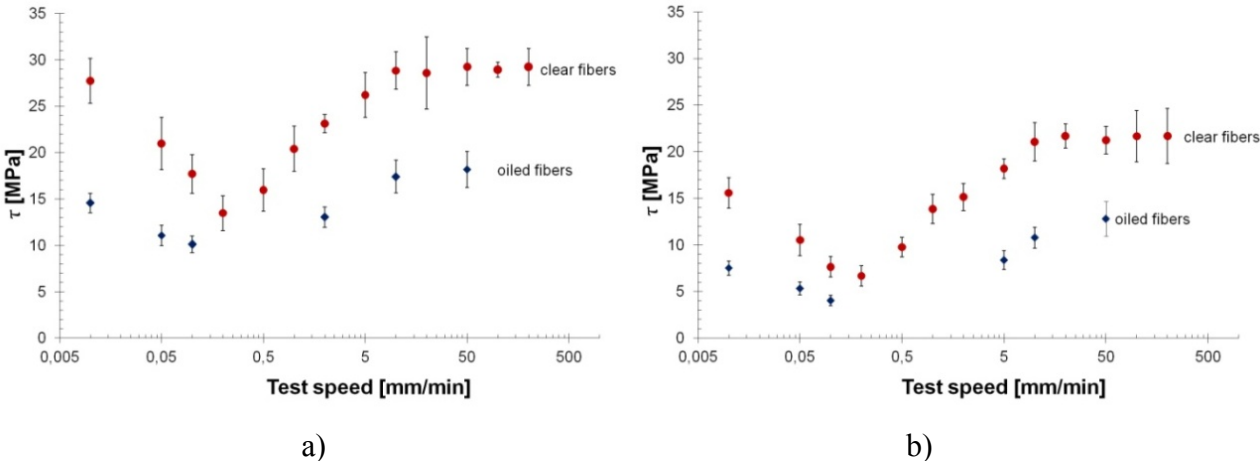 35
30
25
20
15
10
5
0
τ [MPa]
clear fibers
oiled fibers
0,005 0,05 0,5 5 50 500
Test speed [mm/min]
a)
35
30
25
20
15
10
5
0
τ [MPa]
clear fibers
oiled fibers
0,005 0,05 0,5 5 50 500
Test speed [mm/min]
b)